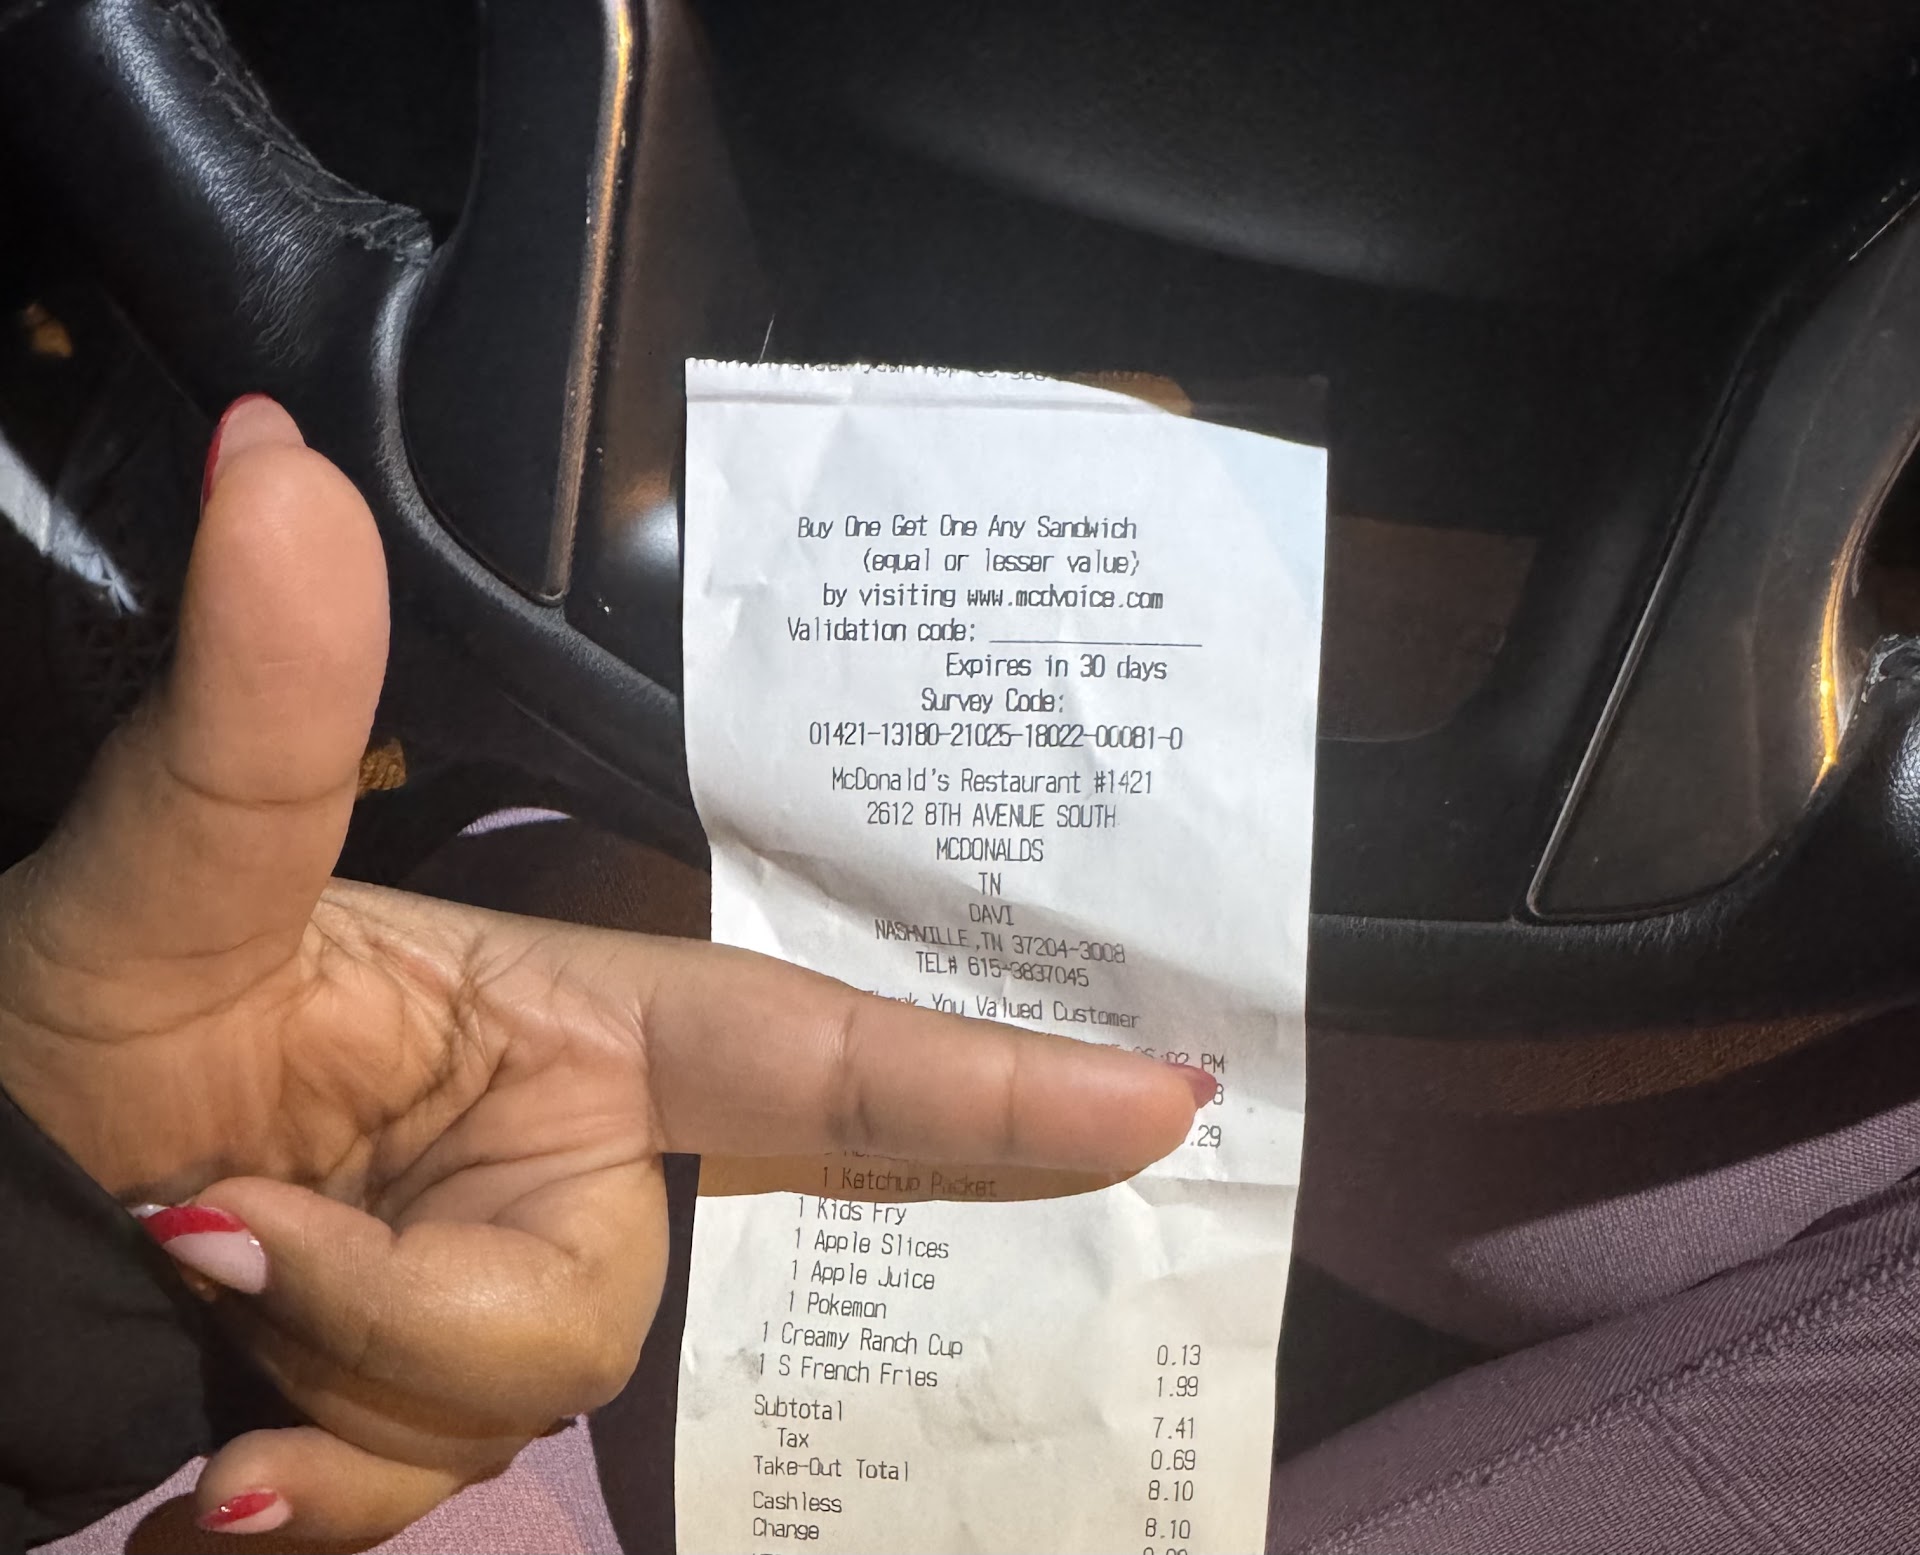 Buy One Get One Any Sandwich
(equal or lesser value)
by visiting www.mcdvoice.com
Validation code: ____________
Expires in 30 days
Survey Code:
01421-13180-21025-18022-00081-0
McDonald's Restaurant #1421
2612 8TH AVENUE SOUTH
MCDONALDS
TN
DAVI
NASHVILLE,TN 37204-3008
TEL# 615-3837045
You Valued Customer
PM
8
.29
1 Ketchup Packet
1 Kids Fry
1 Apple Slices
1 Apple Juice
1 Pokemon
1 Creamy Ranch Cup 0.13
1 S French Fries 1.99
Subtotal 7.41
Tax 0.69
Take-Out Total 8.10
Cashless 8.10
Change